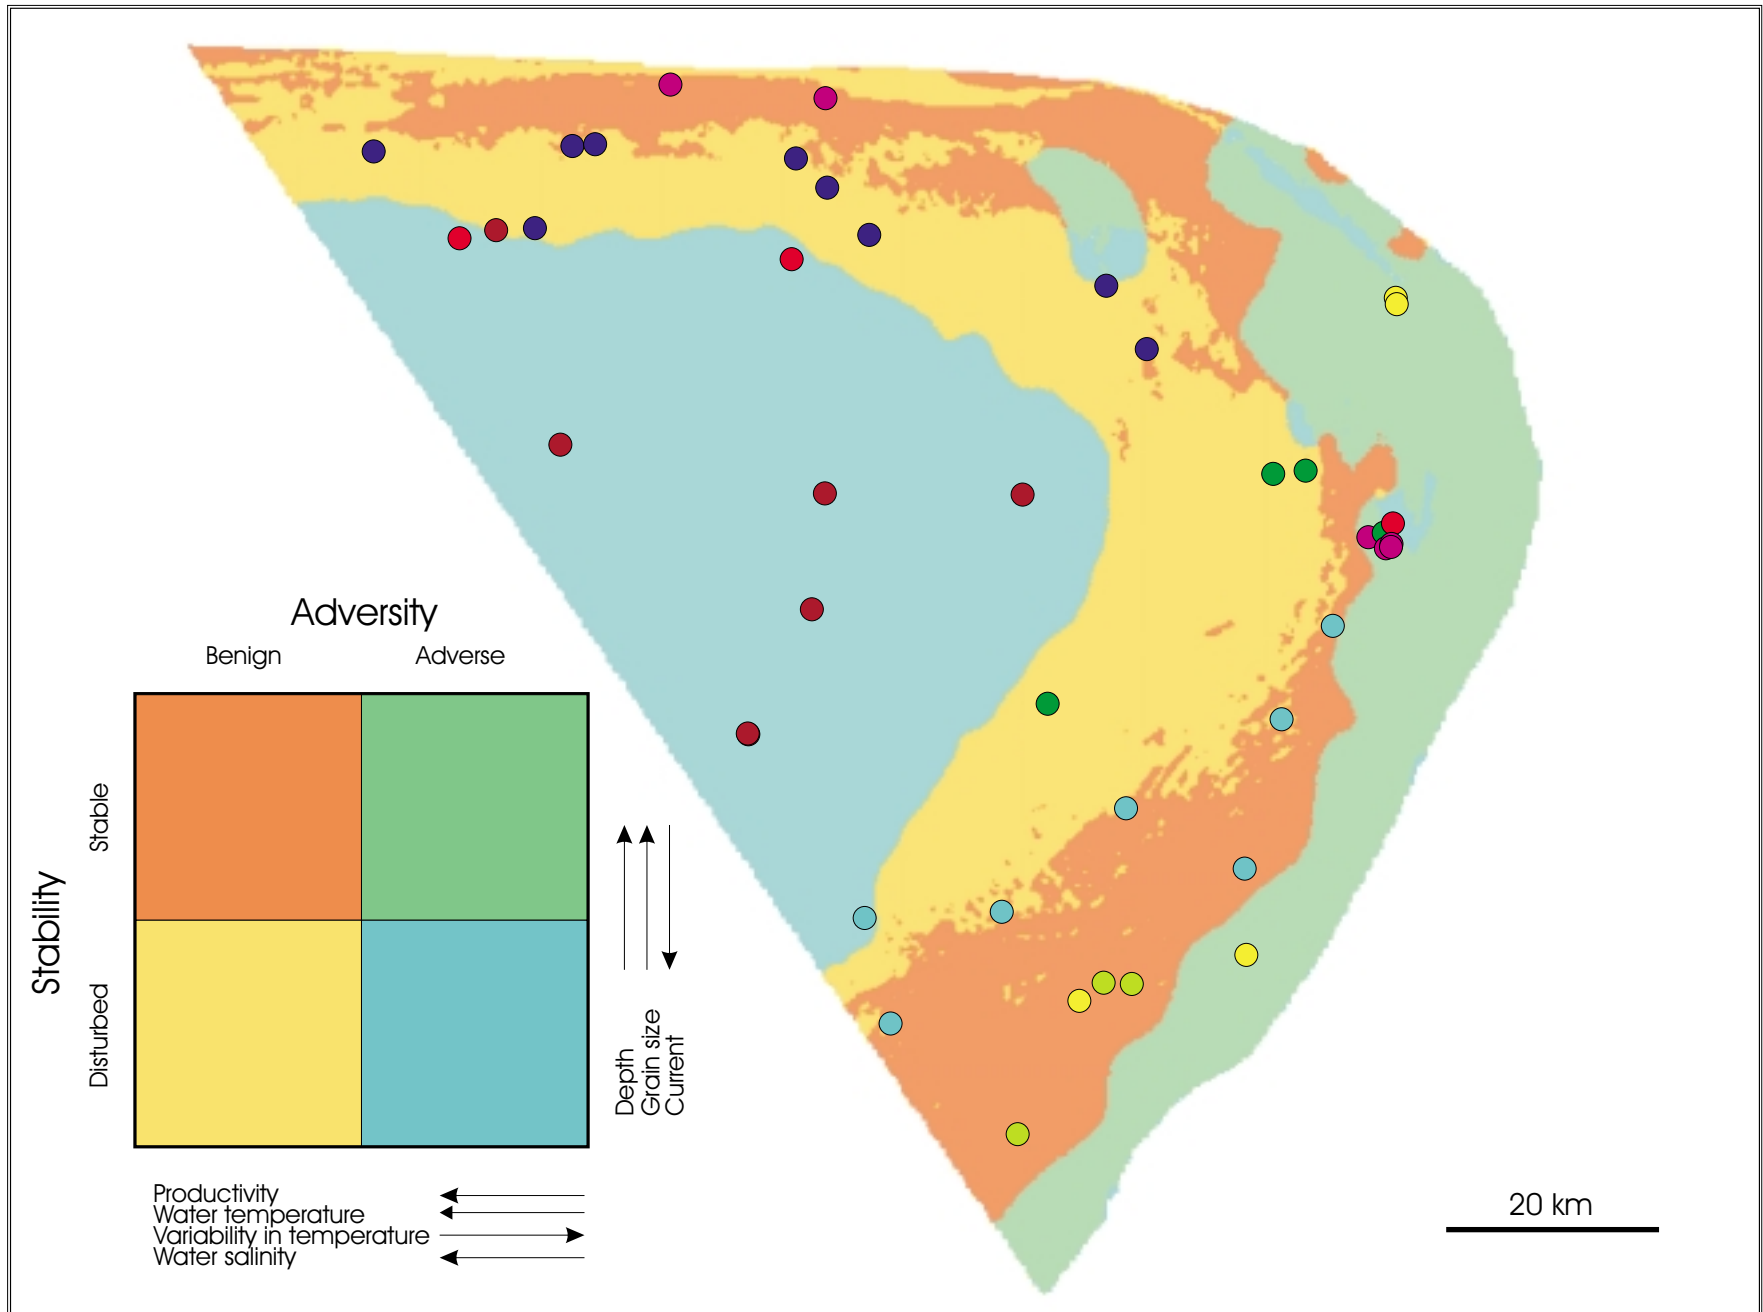 Adversity
Benign
Adverse
Stability
Stable
Disturbed
Depth
Grain size
Current
Productivity
Water temperature
Variability in temperature
Water salinity
20 km